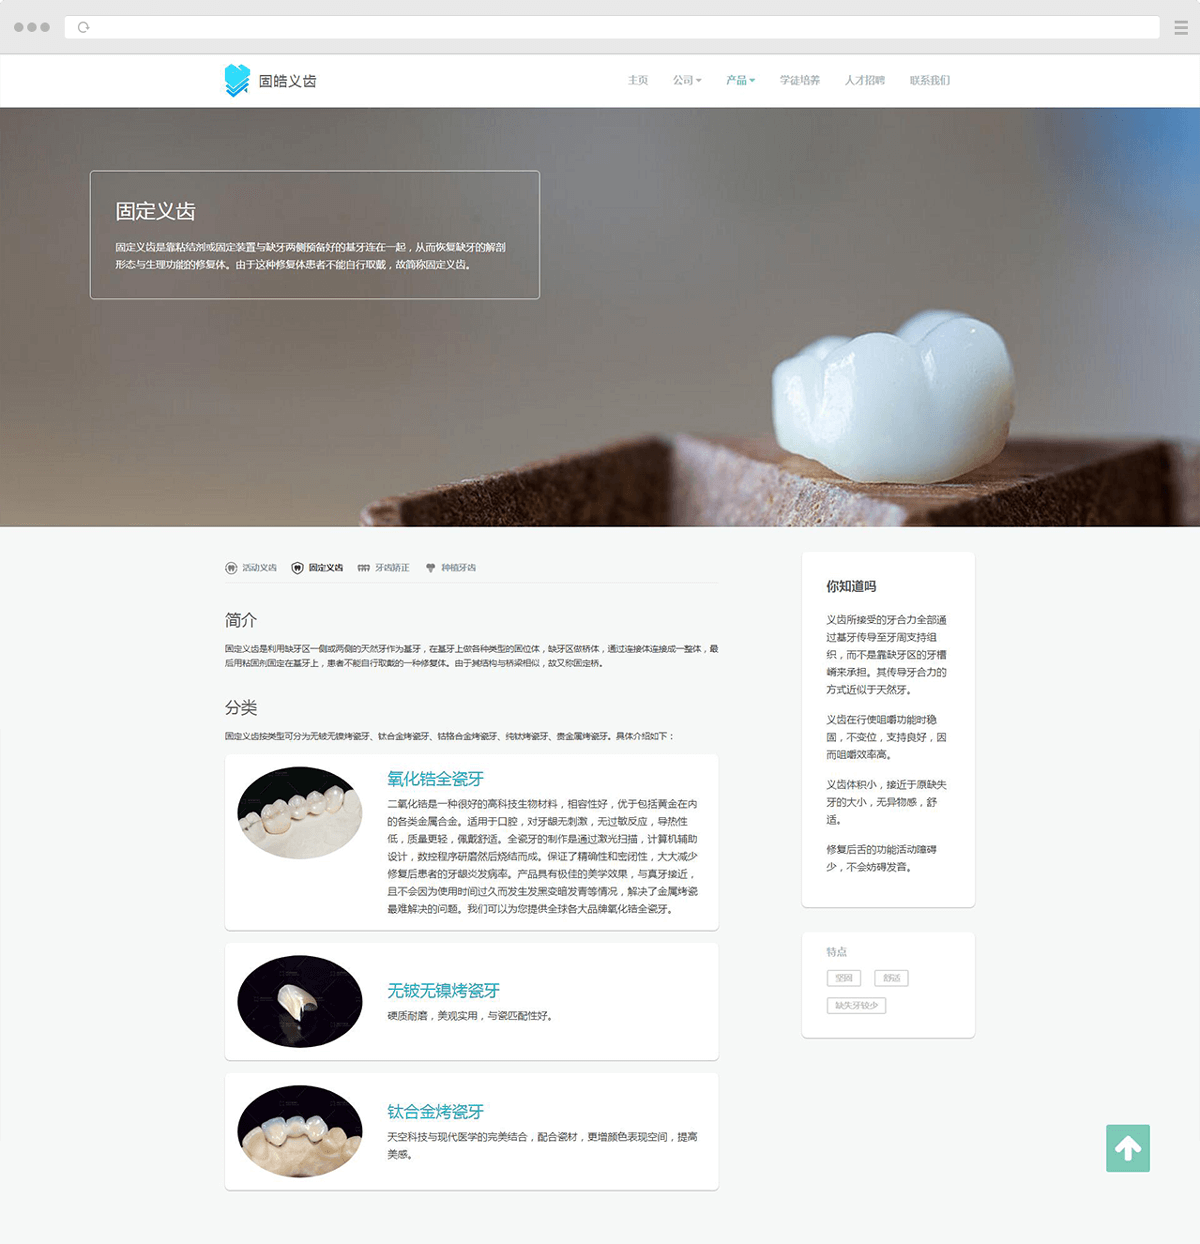 固皓义齿
主页 公司 产品 学徒培养 人才招聘 联系我们
固定义齿
固定义齿是靠粘结剂或固定装置与缺牙两侧预备好的基牙连在一起，从而恢复缺牙的解剖
形态与生理功能的修复体。由于这种修复体患者不能自行取戴，故简称固定义齿。
活动义齿 固定义齿 牙齿矫正 种植牙齿
简介
固定义齿是利用缺牙区一侧或两侧的天然牙作为基牙，在基牙上做各种类型的固位体，缺牙区做桥体，通过连接体连接成一整体，最
后用粘固剂固定在基牙上，患者不能自行取戴的一种修复体。由于其结构与桥梁相似，故又称固定桥。
分类
固定义齿按类型可分为无铍无镍烤瓷牙、钛合金烤瓷牙、钴铬合金烤瓷牙、纯钛烤瓷牙、贵金属烤瓷牙。具体介绍如下：
氧化锆全瓷牙
二氧化锆是一种很好的高科技生物材料，相容性好，优于包括黄金在内
的各类金属合金。适用于口腔，对牙龈无刺激，无过敏反应，导热性
低，质量更轻，佩戴舒适。全瓷牙的制作是通过激光扫描，计算机辅助
设计，数控程序研磨然后烧结而成。保证了精确性和密闭性，大大减少
修复后患者的牙龈炎发病率。产品具有极佳的美学效果，与真牙接近，
且不会因为使用时间过久而发生发黑变暗发青等情况，解决了金属烤瓷
最难解决的问题。我们可以为您提供全球各大品牌氧化锆全瓷牙。
无铍无镍烤瓷牙
硬质耐磨，美观实用，与瓷匹配性好。
钛合金烤瓷牙
天空科技与现代医学的完美结合，配合瓷材，更增颜色表现空间，提高
美感。
你知道吗
义齿所接受的牙合力全部通
过基牙传导至牙周支持组
织，而不是靠缺牙区的牙槽
嵴来承担。其传导牙合力的
方式近似于天然牙。
义齿在行使咀嚼功能时稳
固，不变位，支持良好，因
而咀嚼效率高。
义齿体积小，接近于原缺失
牙的大小，无异物感，舒
适。
修复后舌的功能活动障碍
少，不会妨碍发音。
特点
坚固 舒适
缺失牙较少